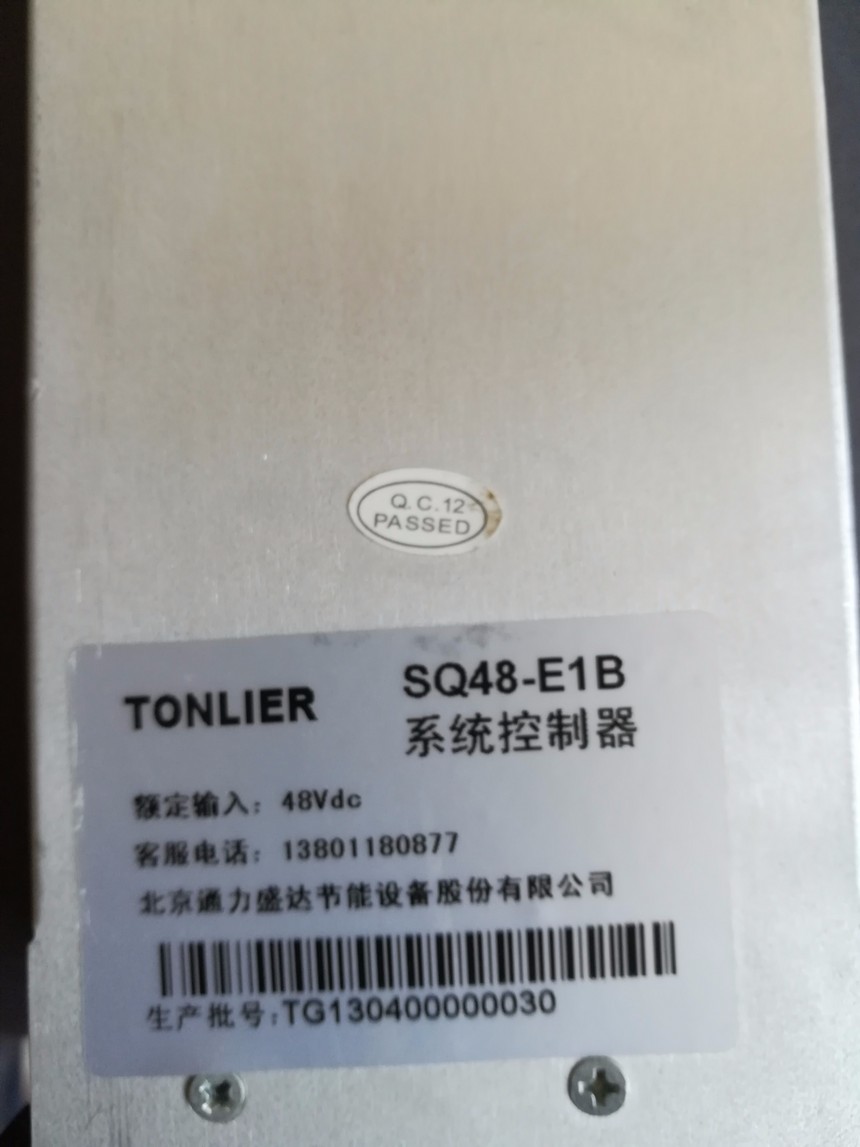 Q.C.12
PASSED
TONLIER
SQ48-E1B
系统控制器
额定输入: 48Vdc
客服电话: 13801180877
北京通力盛达节能设备股份有限公司
生产批号:TG130400000030